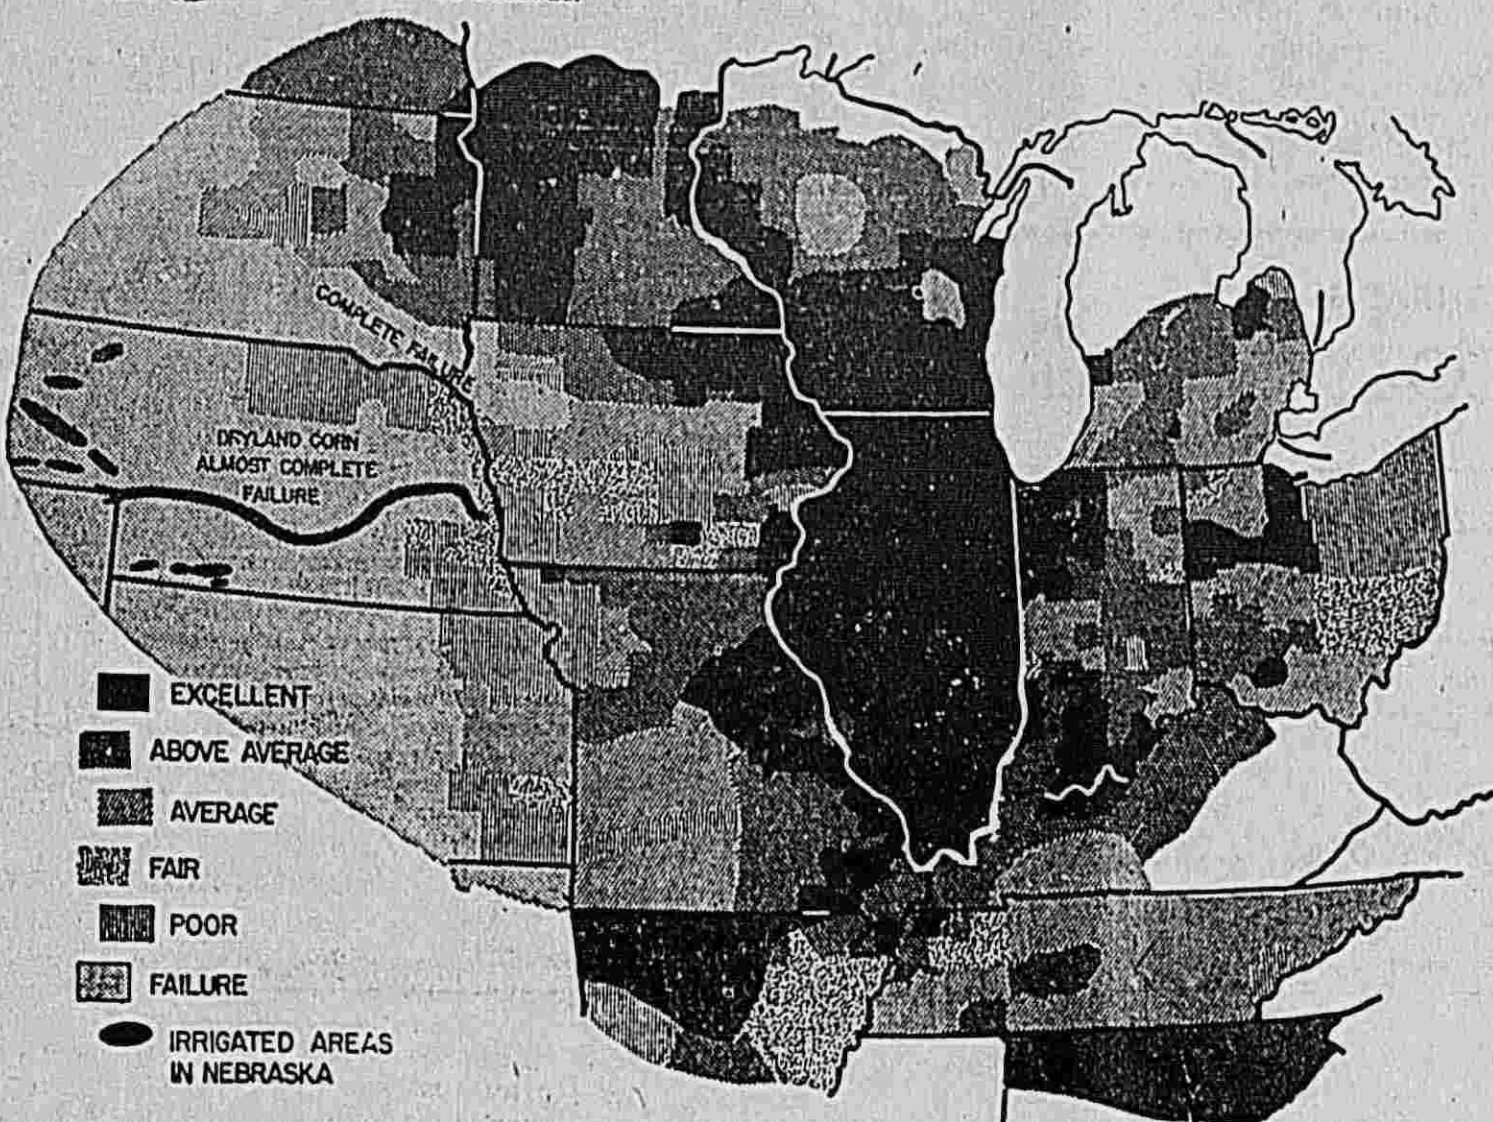 COMPLETE FAILURE
DRYLAND CORN
ALMOST COMPLETE
FAILURE
EXCELLENT
ABOVE AVERAGE
AVERAGE
FAIR
POOR
FAILURE
IRRIGATED AREAS
IN NEBRASKA